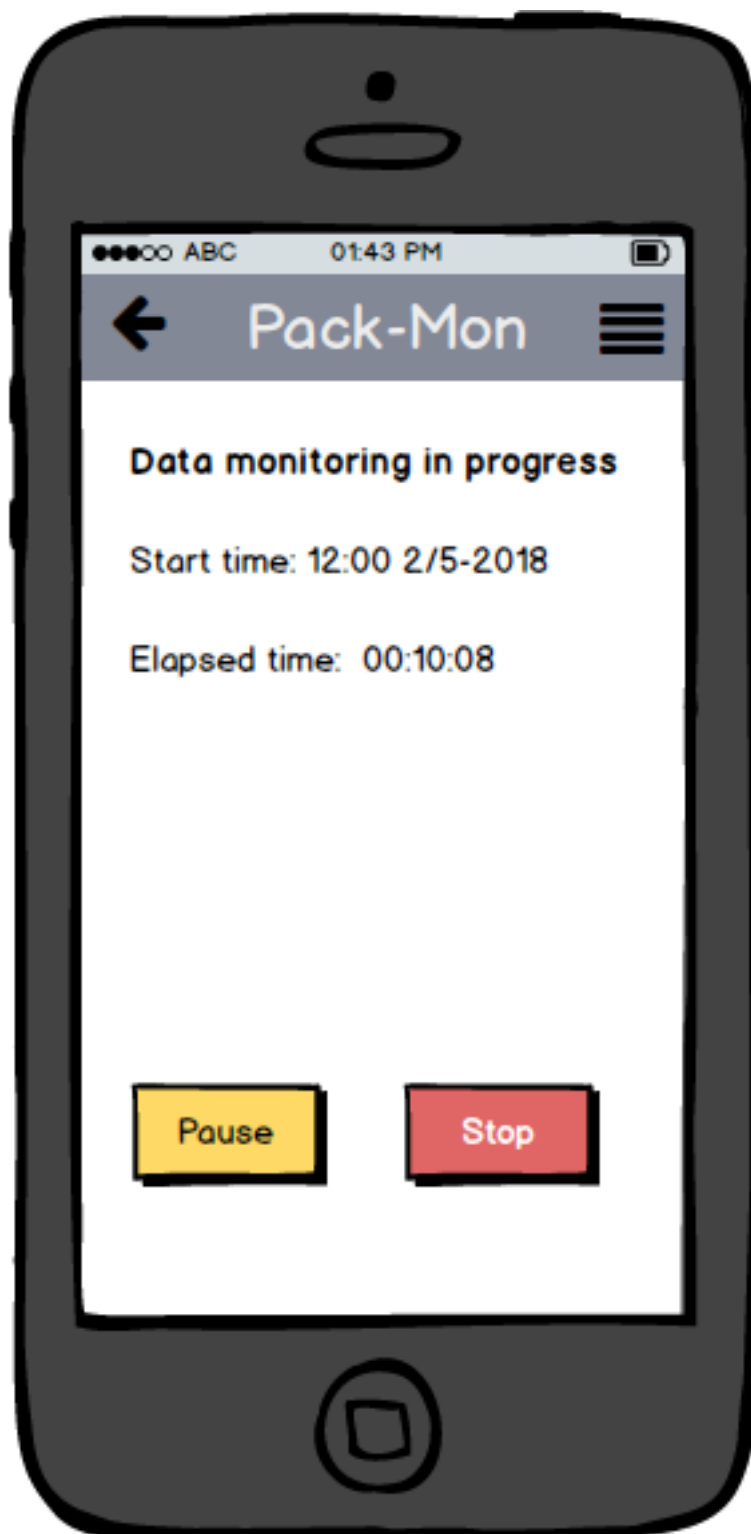 ABC 01:43 PM
Pack-Mon
Data monitoring in progress
Start time: 12:00 2/5-2018
Elapsed time: 00:10:08
Pause Stop